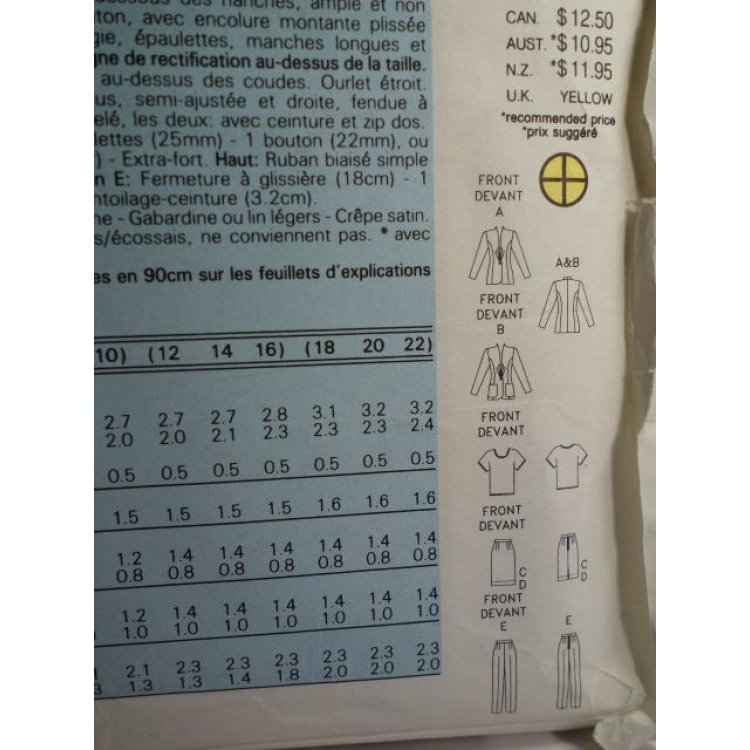 des hanches, ample et non
ton, avec encolure montante plissée
gie, épaulettes, manches longues et
gne de rectification au-dessus de la taille.
au-dessus des coudes. Ourlet étroit.
us, semi-ajustée et droite, fendue à
elé, les deux: avec ceinture et zip dos.
lettes (25mm) - 1 bouton (22mm), ou
) - Extra-fort. Haut: Ruban biaisé simple
n E: Fermeture à glissière (18cm) - 1
ntoilage-ceinture (3.2cm).
ne - Gabardine ou lin légers - Crêpe satin.
s/écossais, ne conviennent pas. * avec
es en 90cm sur les feuillets d'explications
10) (12 14 16) (18 20 22)
2.7 2.7 2.7 2.8 3.1 3.2 3.2
2.0 2.0 2.1 2.3 2.3 2.3 2.4
0.5 0.5 0.5 0.5 0.5 0.5 0.5
1.5 1.5 1.5 1.5 1.6 1.6 1.6
1.2 1.4 1.4 1.4 1.4 1.4 1.4
0.8 0.8 0.8 0.8 0.8 0.8 0.8
1.2 1.4 1.4 1.4 1.4 1.4 1.4
1.0 1.0 1.0 1.0 1.0 1.0 1.0
2.1 2.3 2.3 2.3 2.3 2.3 2.3
3 1.3 1.3 1.4 1.8 2.0 2.0 2.0
CAN. $12.50
AUST. *$10.95
N.Z. *$11.95
U.K. YELLOW
*recommended price
*prix suggéré
FRONT
DEVANT
A
A&B
FRONT
DEVANT
B
FRONT
DEVANT
FRONT
DEVANT
C
D
C
D
FRONT
DEVANT
E
E